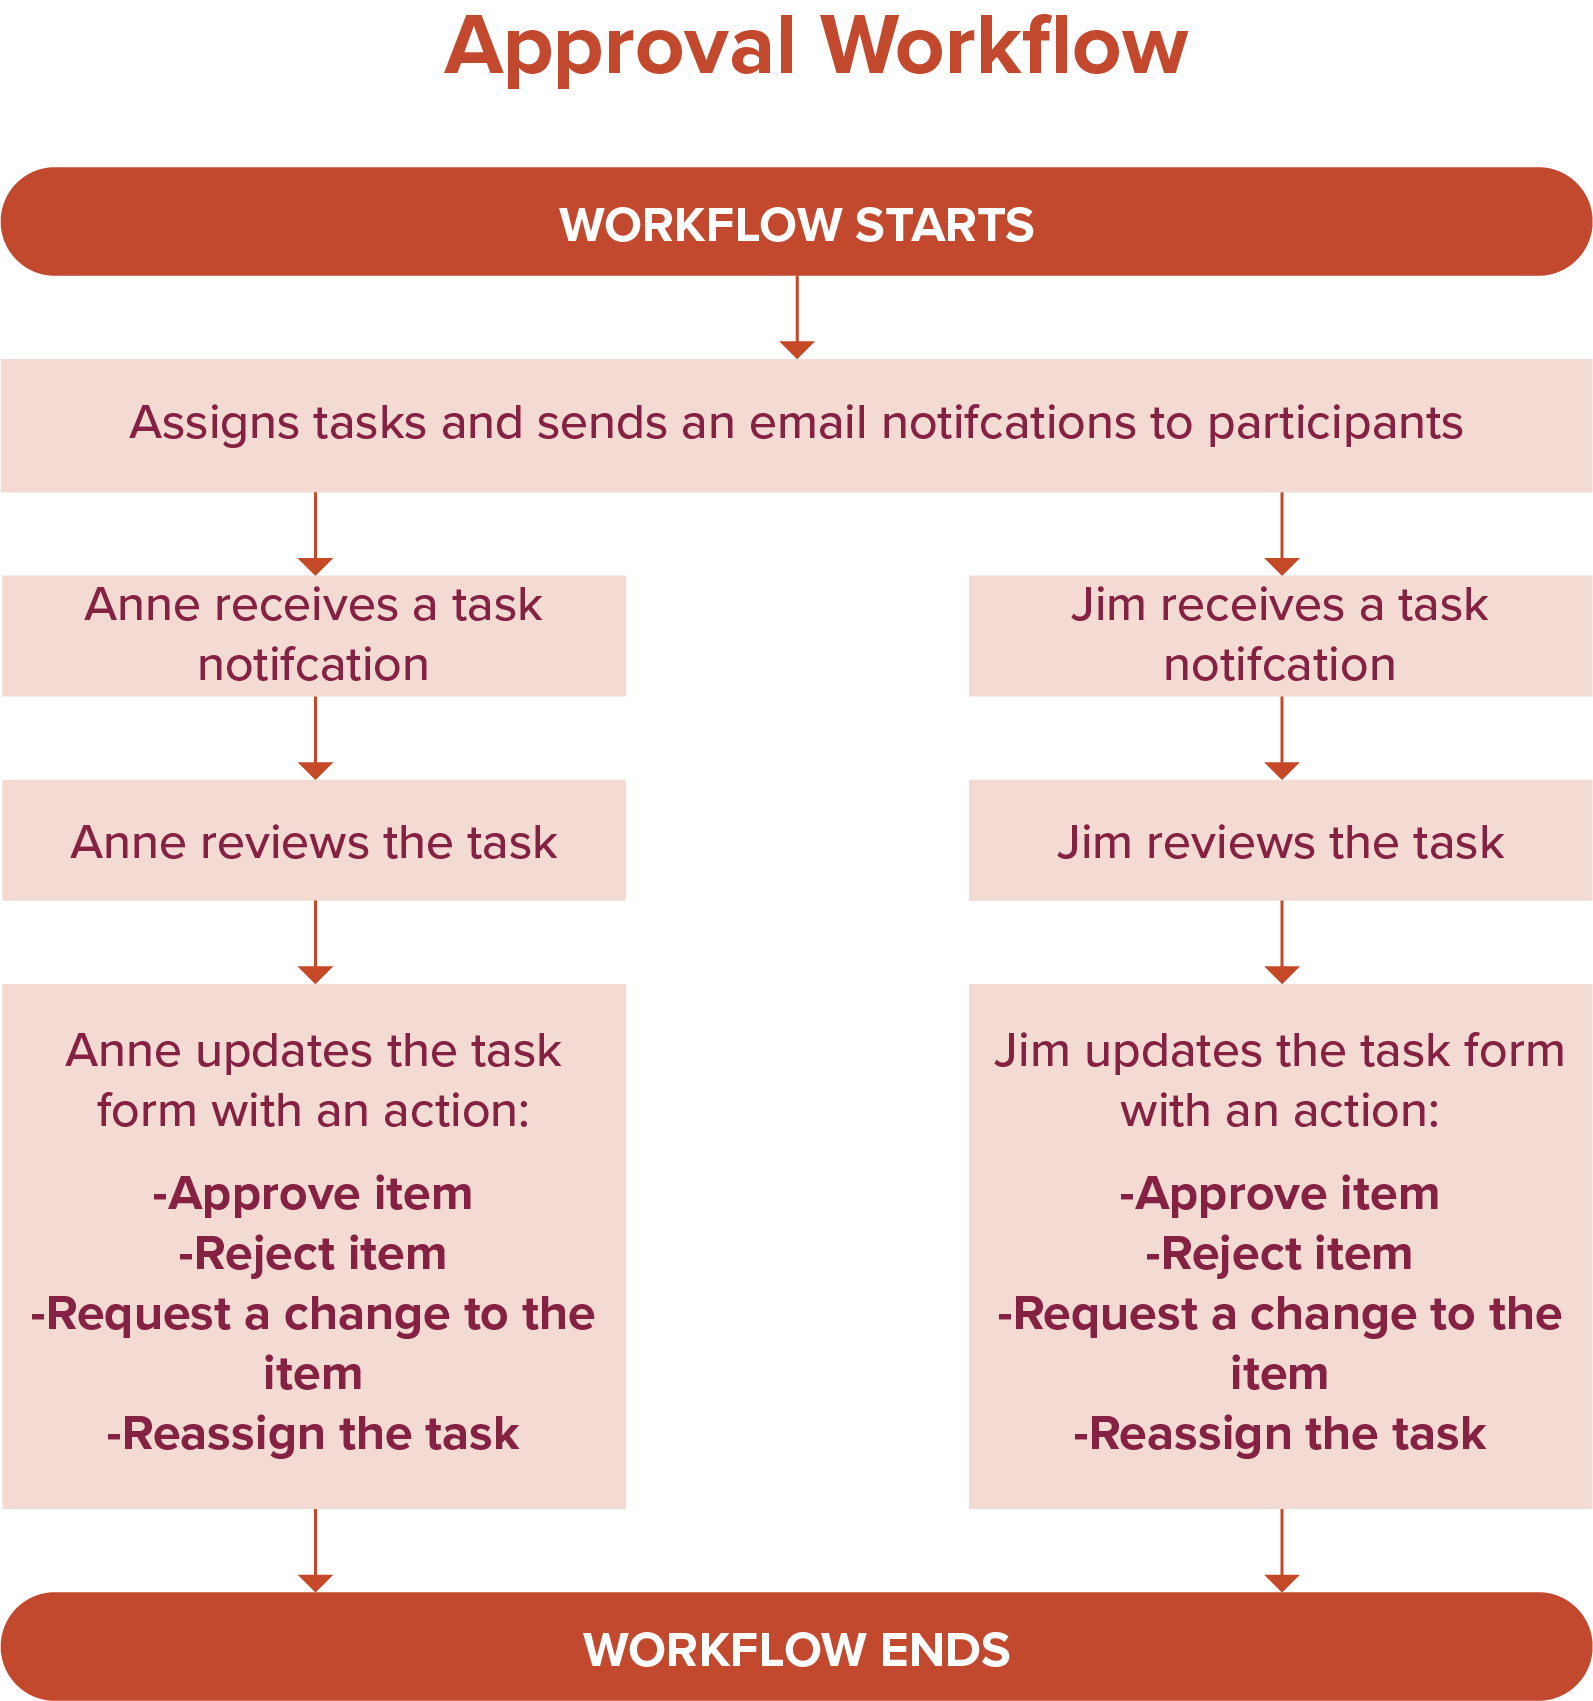 Approval Workflow
WORKFLOW STARTS
Assigns tasks and sends an email notifcations to participants
Anne receives a task
notifcation
Jim receives a task
notifcation
Anne reviews the task
Jim reviews the task
Anne updates the task
form with an action:
-Approve item
-Reject item
-Request a change to the
item
-Reassign the task
Jim updates the task form
with an action:
-Approve item
-Reject item
-Request a change to the
item
-Reassign the task
WORKFLOW ENDS